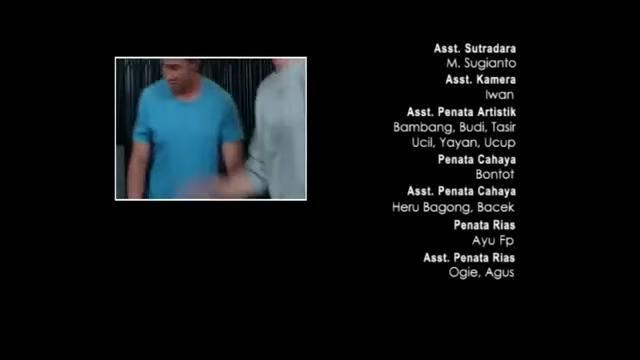 Asst. Sutradara
M. Sugianto
Asst. Kamera
Iwan
Asst. Penata Artistik
Bambang, Budi, Tasir
Ucil, Yayan, Ucup
Penata Cahaya
Bontot
Asst. Penata Cahaya
Heru Bagong, Bacek
Penata Rias
Ayu Fp
Asst. Penata Rias
Ogie, Agus